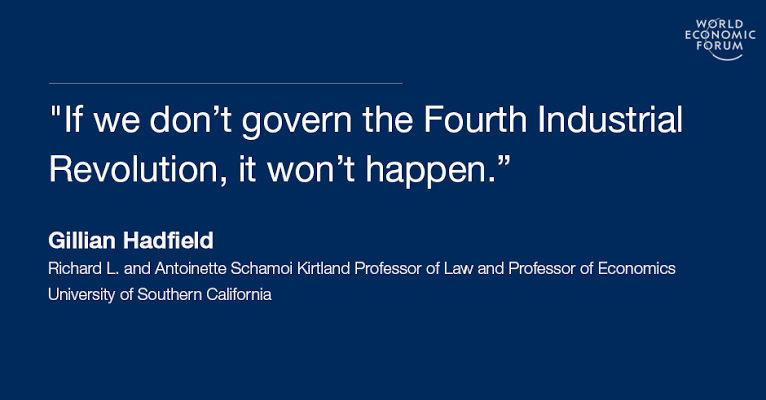 WORLD
ECONOMIC
FORUM
"If we don’t govern the Fourth Industrial
Revolution, it won’t happen.”
Gillian Hadfield
Richard L. and Antoinette Schamoi Kirtland Professor of Law and Professor of Economics
University of Southern California